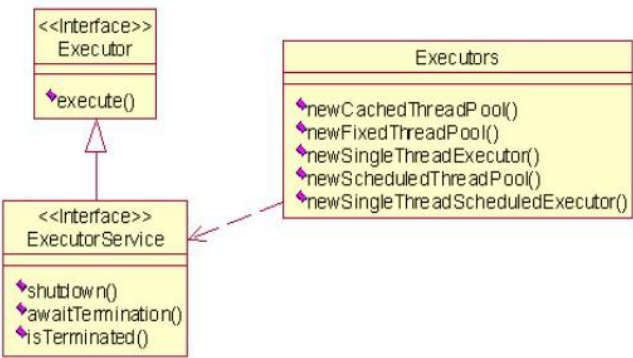 <<Interface>>
Executor
execute()
Executors
newCachedThreadPool()
newFixedThreadPool()
newSingleThreadExecutor()
newScheduledThreadPool()
newSingleThreadScheduledExecutor()
<<Interface>>
ExecutorService
shutdown()
awaitTermination()
isTerminated()